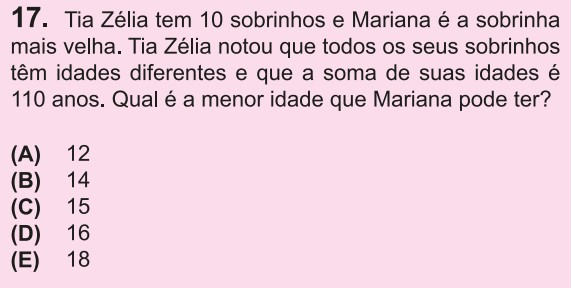 17. Tia Zélia tem 10 sobrinhos e Mariana é a sobrinha
mais velha. Tia Zélia notou que todos os seus sobrinhos
têm idades diferentes e que a soma de suas idades é
110 anos. Qual é a menor idade que Mariana pode ter?
(A) 12
(B) 14
(C) 15
(D) 16
(E) 18